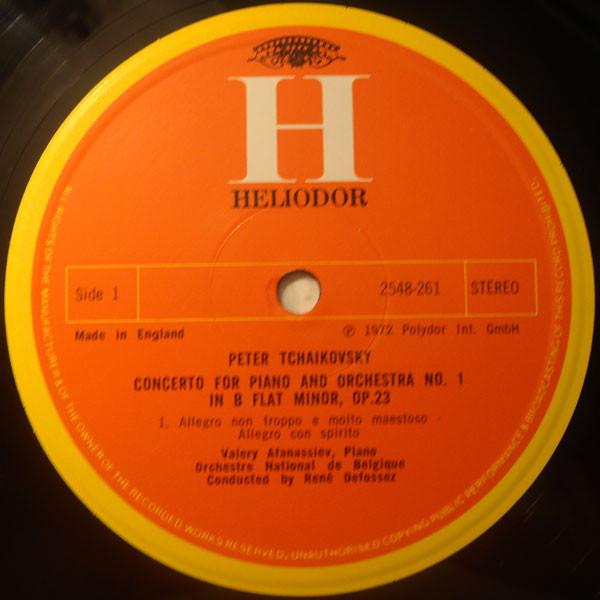 H
HELIODOR
Side 1
2548-261
STEREO
Made in England
℗ 1972 Polydor Int. GmbH
PETER TCHAIKOVSKY
CONCERTO FOR PIANO AND ORCHESTRA NO. 1
IN B FLAT MINOR, OP.23
1. Allegro non troppo e molto maestoso
Allegro con spirito
Valery Afanassiev, Piano
Orchestre National de Belgique
Conducted by René Defossez
ALL RIGHTS OF THE MANUFACTURER & OF THE OWNER OF THE RECORDED WORKS RESERVED, UNAUTHORISED COPYING PUBLIC PERFORMANCE & BROADCASTING OF THIS RECORD PROHIBITED.